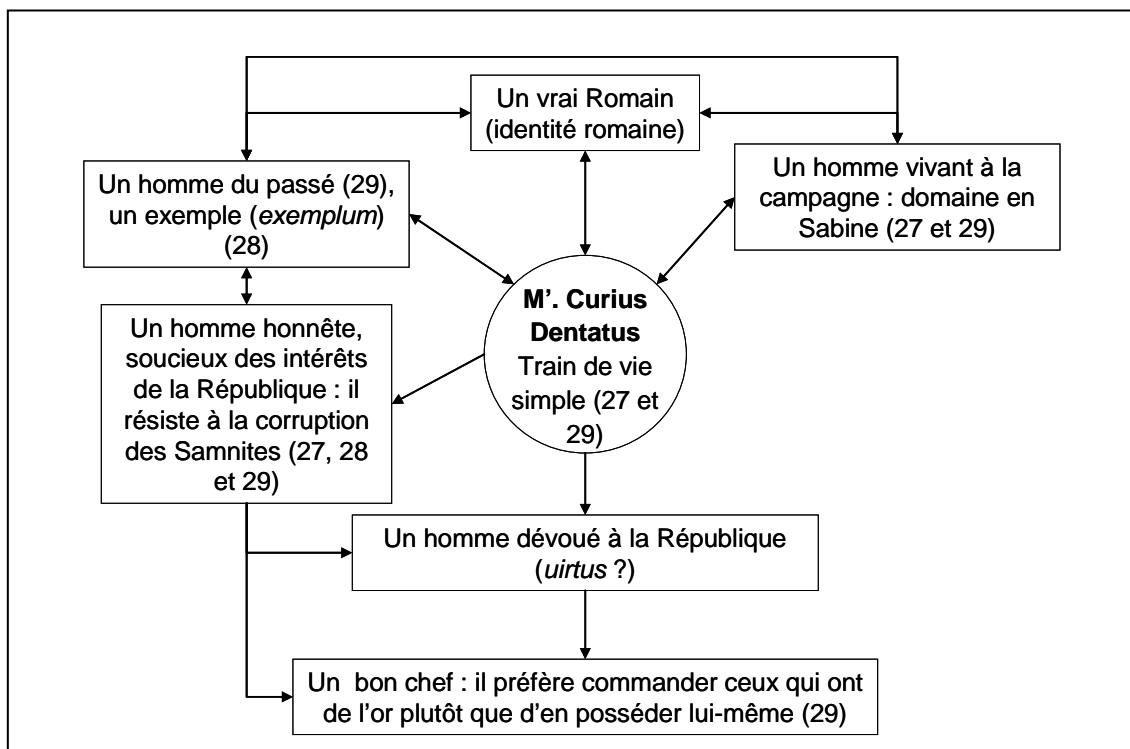 Un vrai Romain
(identité romaine)
Un homme du passé (29),
un exemple (exemplum)
(28)
Un homme vivant à la
campagne : domaine en
Sabine (27 et 29)
M’. Curius
Dentatus
Train de vie
simple (27 et
29)
Un homme honnête,
soucieux des intérêts
de la République : il
résiste à la corruption
des Samnites (27, 28
et 29)
Un homme dévoué à la République
(uirtus ?)
Un bon chef : il préfère commander ceux qui ont
de l'or plutôt que d'en posséder lui-même (29)